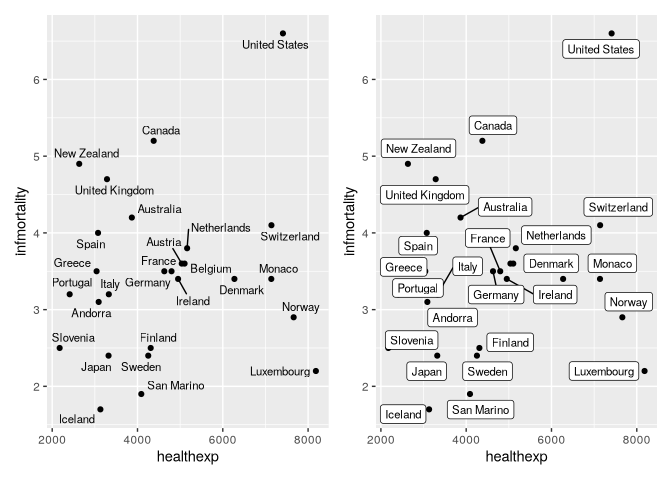 United States
Canada
New Zealand
United Kingdom
Australia
Netherlands
Spain
Austria
Switzerland
Greece
France
Belgium
Monaco
Portugal
Italy
Germany
Denmark
Ireland
Andorra
Norway
Slovenia
Finland
Japan
Sweden
Luxembourg
San Marino
Iceland
6
5
4
3
2
infmortality
2000
4000
6000
8000
healthexp
United States
Canada
New Zealand
United Kingdom
Australia
Switzerland
Spain
France
Netherlands
Greece
Italy
Denmark
Monaco
Portugal
Germany
Ireland
Norway
Andorra
Slovenia
Finland
Japan
Sweden
Luxembourg
Iceland
San Marino
6
5
4
3
2
infmortality
2000
4000
6000
8000
healthexp